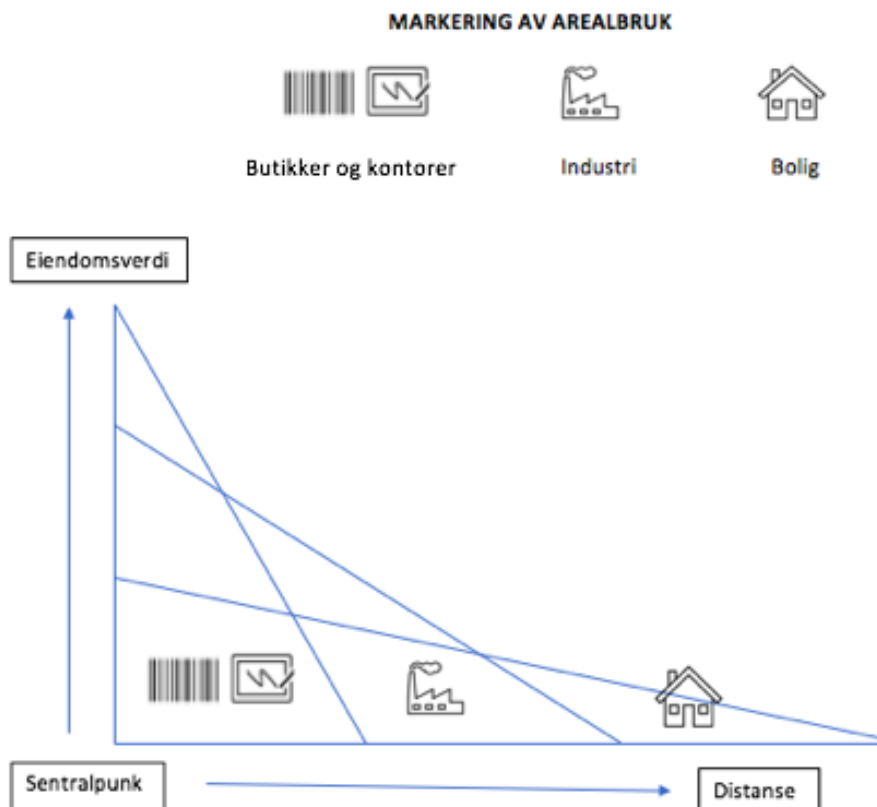 MARKERING AV AREALBRUK
Butikker og kontorer
Industri
Bolig
Eiendomsverdi
Sentralpunk
Distanse